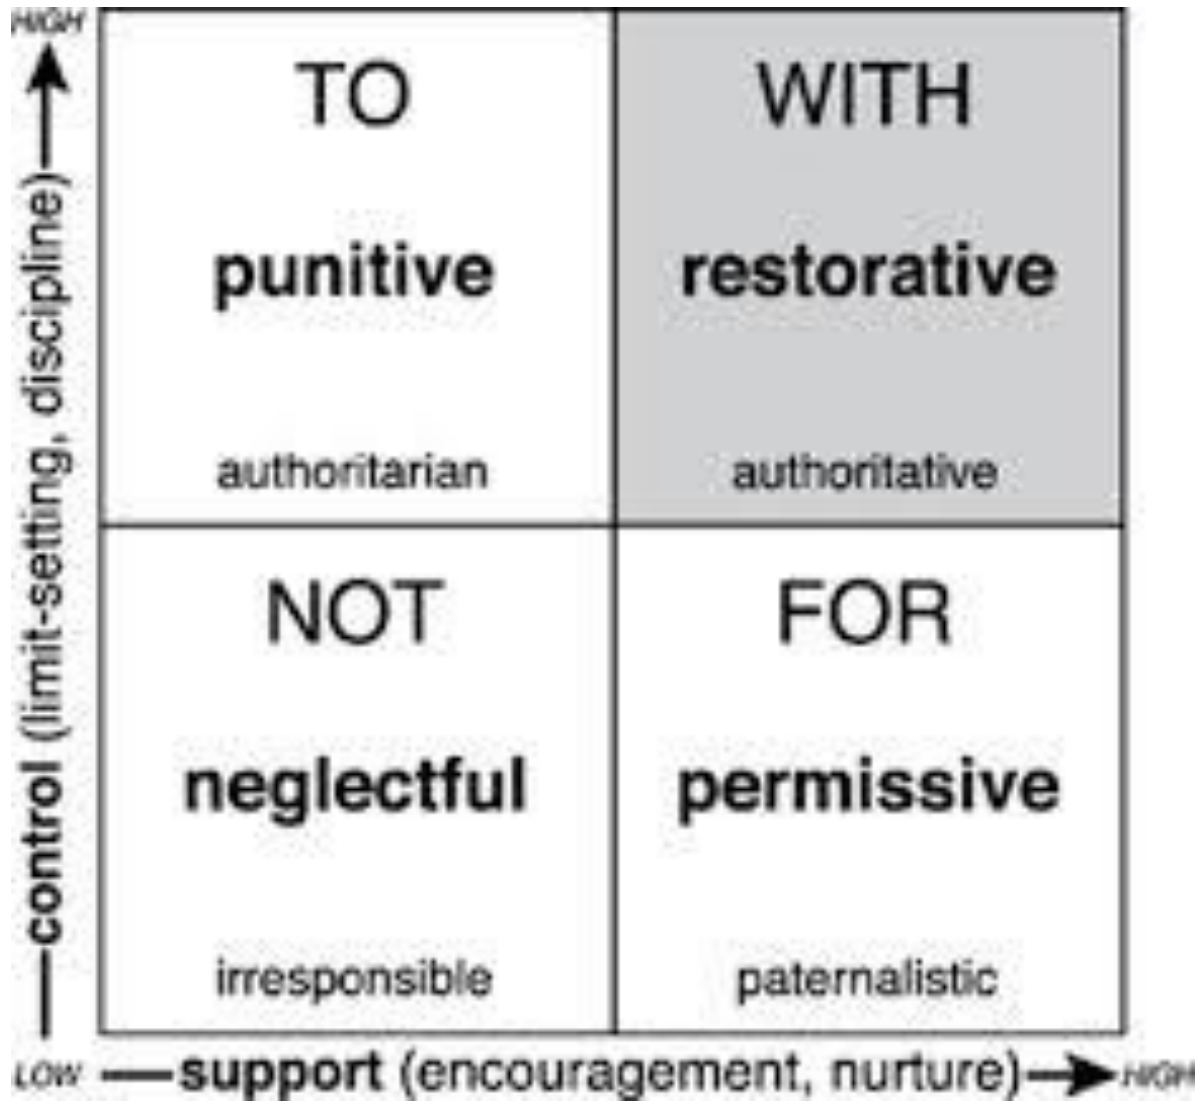 HIGH
TO
punitive
authoritarian
WITH
restorative
authoritative
NOT
neglectful
irresponsible
FOR
permissive
paternalistic
control (limit-setting, discipline)
LOW
support (encouragement, nurture)
HIGH